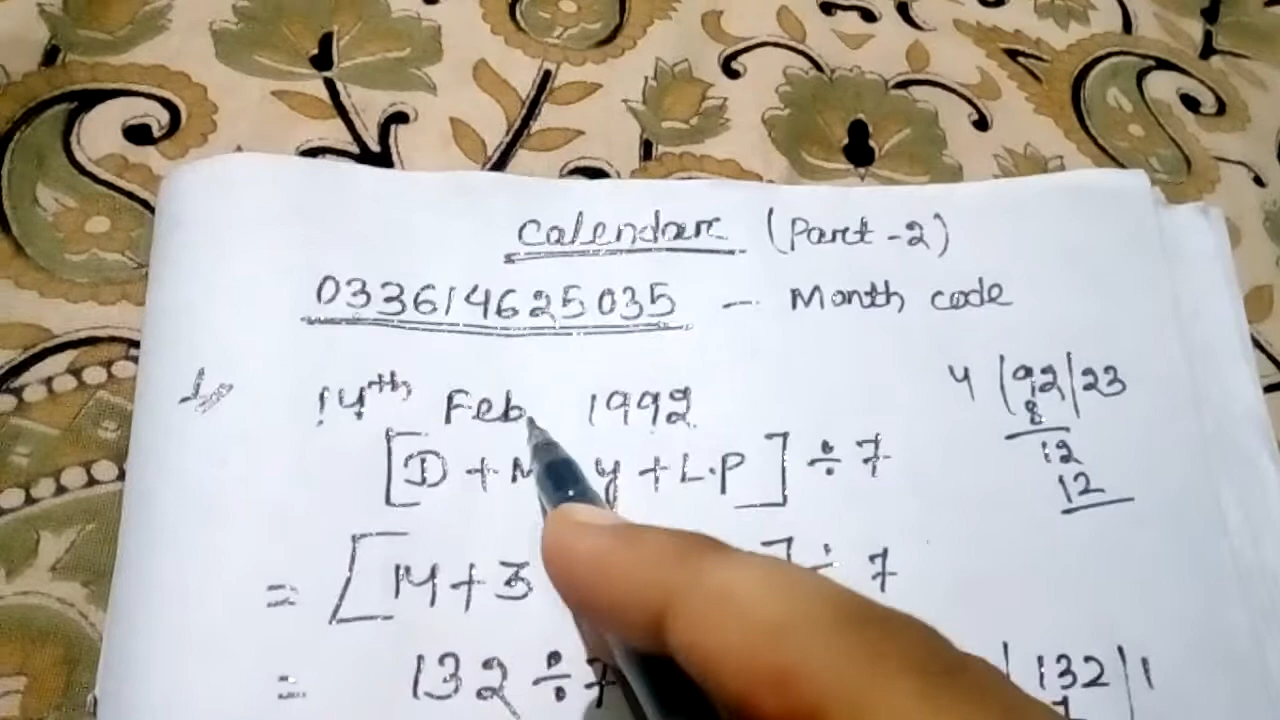 Calendar (Part-2)
033614625035 - Month code
1. 14th Feb 1992
4 |92|23
8
12
12
[D + y + L.P] ÷ 7
= [14+3 ] ÷ 7
= 132 ÷ 7
|132|1